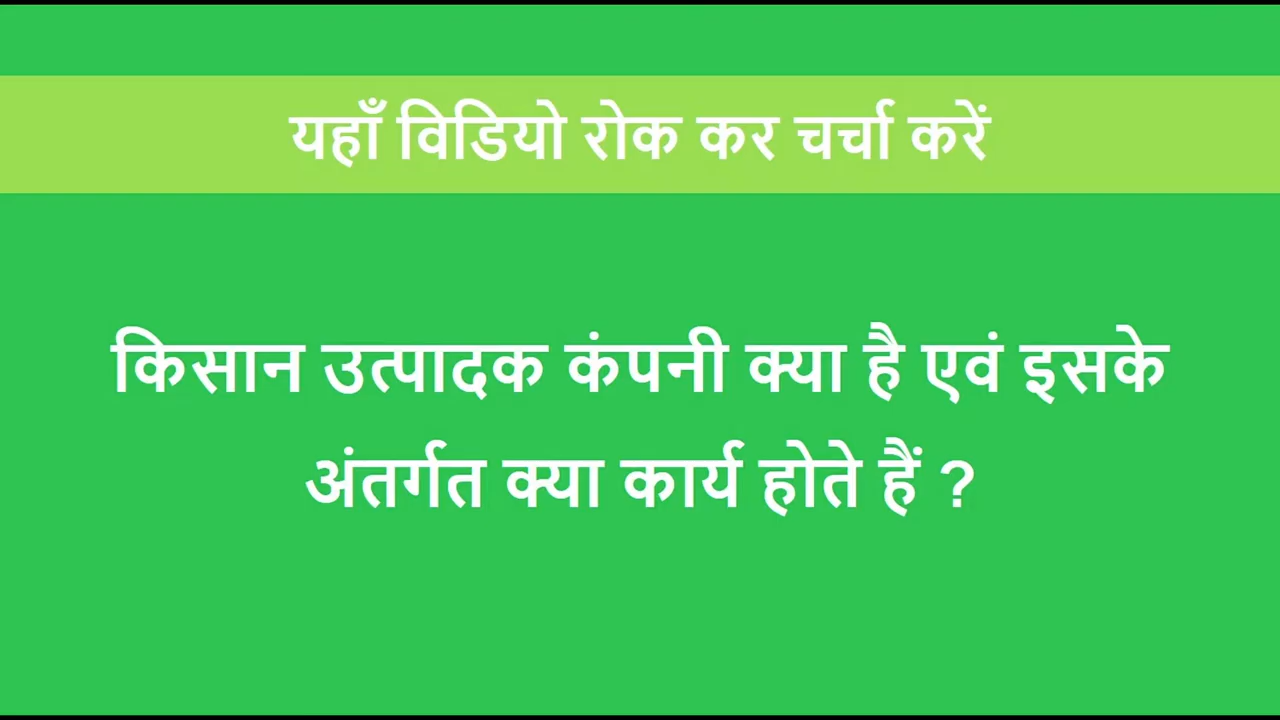 यहाँ विडियो रोक कर चर्चा करें
किसान उत्पादक कंपनी क्या है एवं इसके
अंतर्गत क्या कार्य होते हैं ?